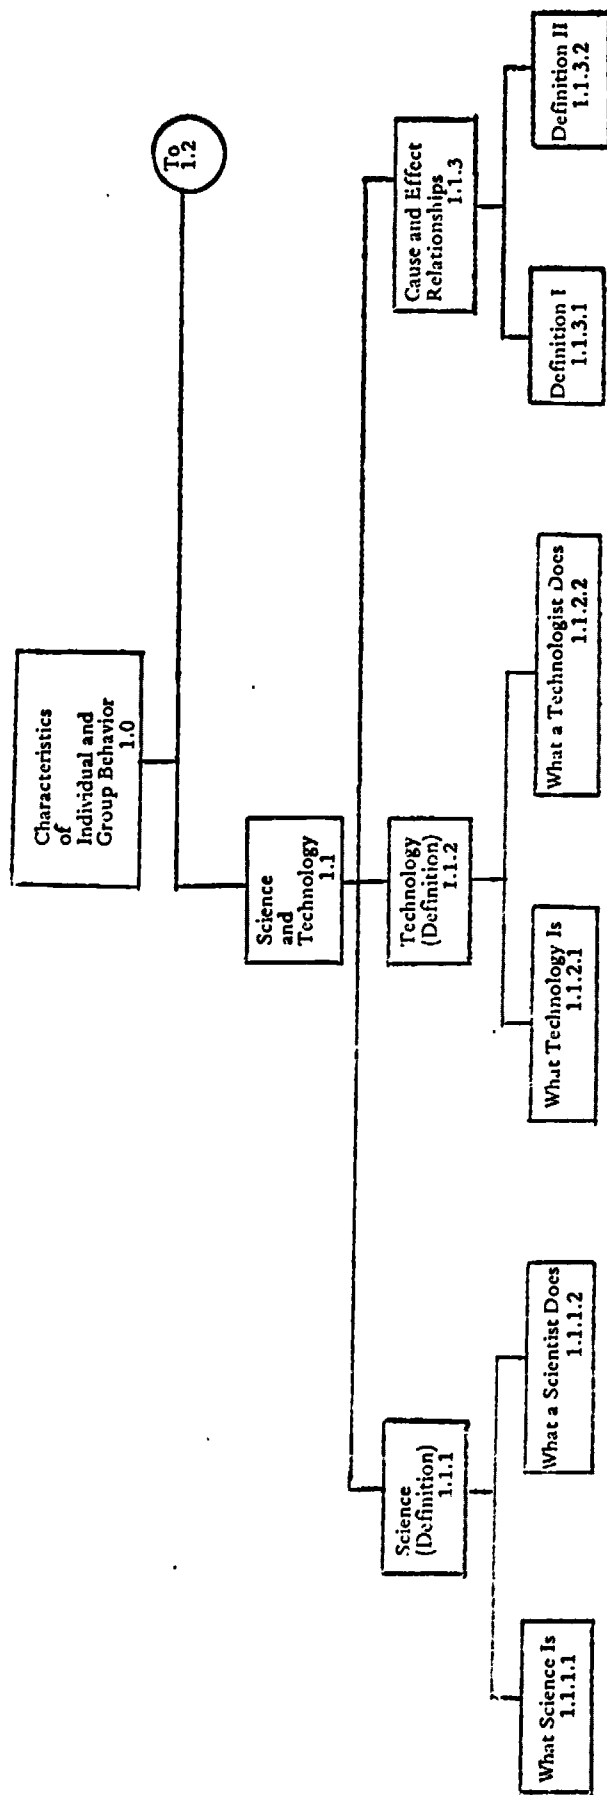 Characteristics
of
Individual and
Group Behavior
1.0
To
1.2
Science
and
Technology
1.1
Science
(Definition)
1.1.1
Technology
(Definition)
1.1.2
Cause and Effect
Relationships
1.1.3
What Science Is
1.1.1.1
What a Scientist Does
1.1.1.2
What Technology Is
1.1.2.1
What a Technologist Does
1.1.2.2
Definition I
1.1.3.1
Definition II
1.1.3.2